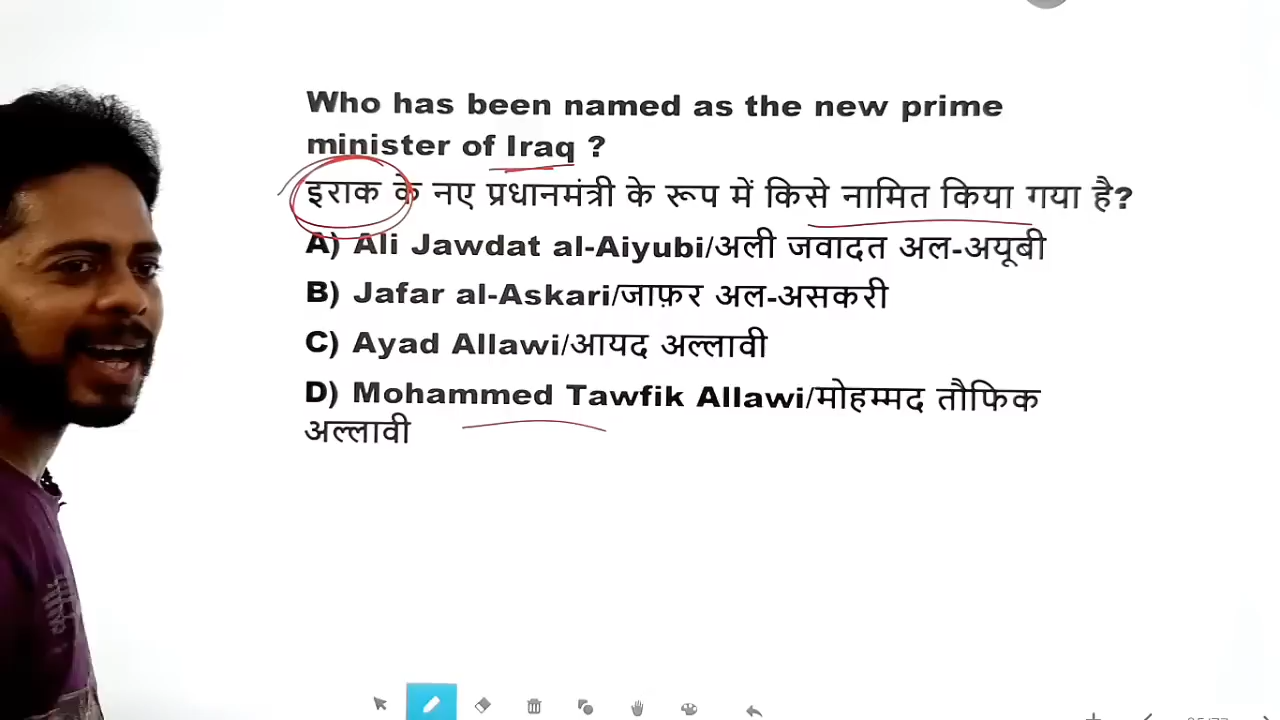 Who has been named as the new prime
minister of Iraq ?
इराक के नए प्रधानमंत्री के रूप में किसे नामित किया गया है?
A) Ali Jawdat al-Aiyubi/अली जवादत अल-अयूबी
B) Jafar al-Askari/जाफ़र अल-असकरी
C) Ayad Allawi/आयद अल्लावी
D) Mohammed Tawfik Allawi/मोहम्मद तौफिक
अल्लावी